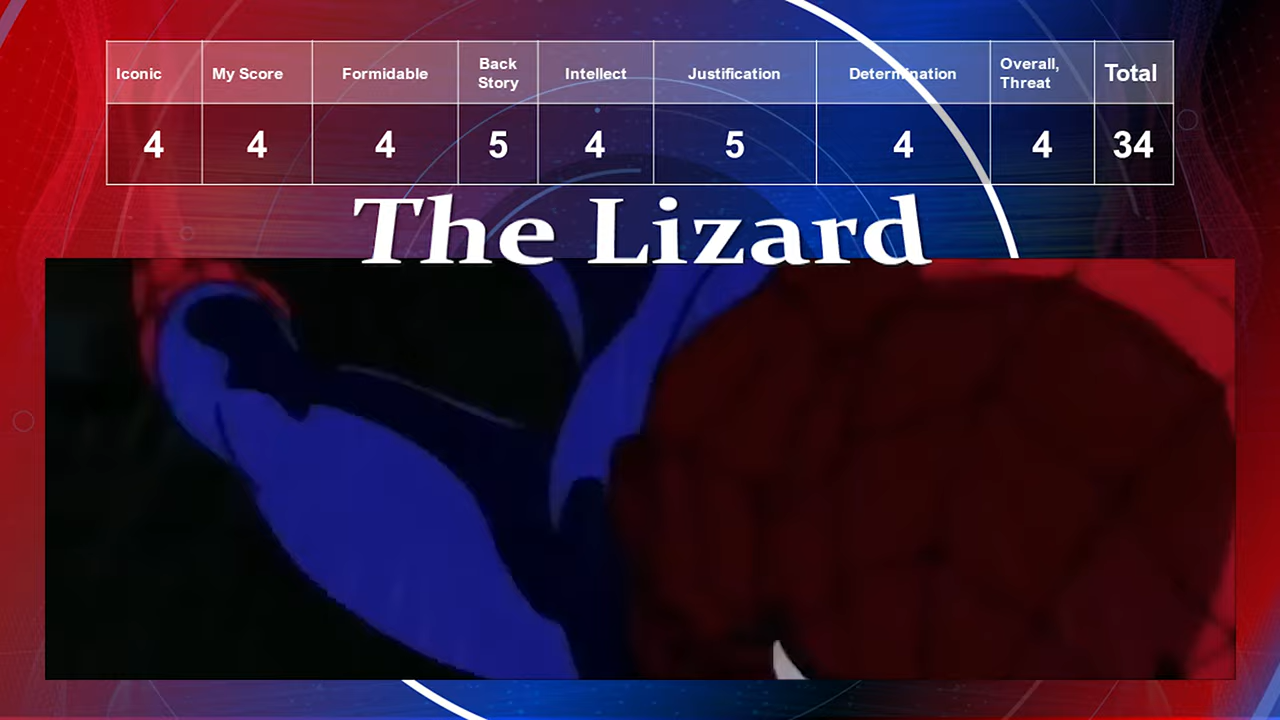 Iconic My Score Formidable Back Story Intellect Justification Determination Overall, Threat Total
4 4 4 5 4 5 4 4 34
The Lizard